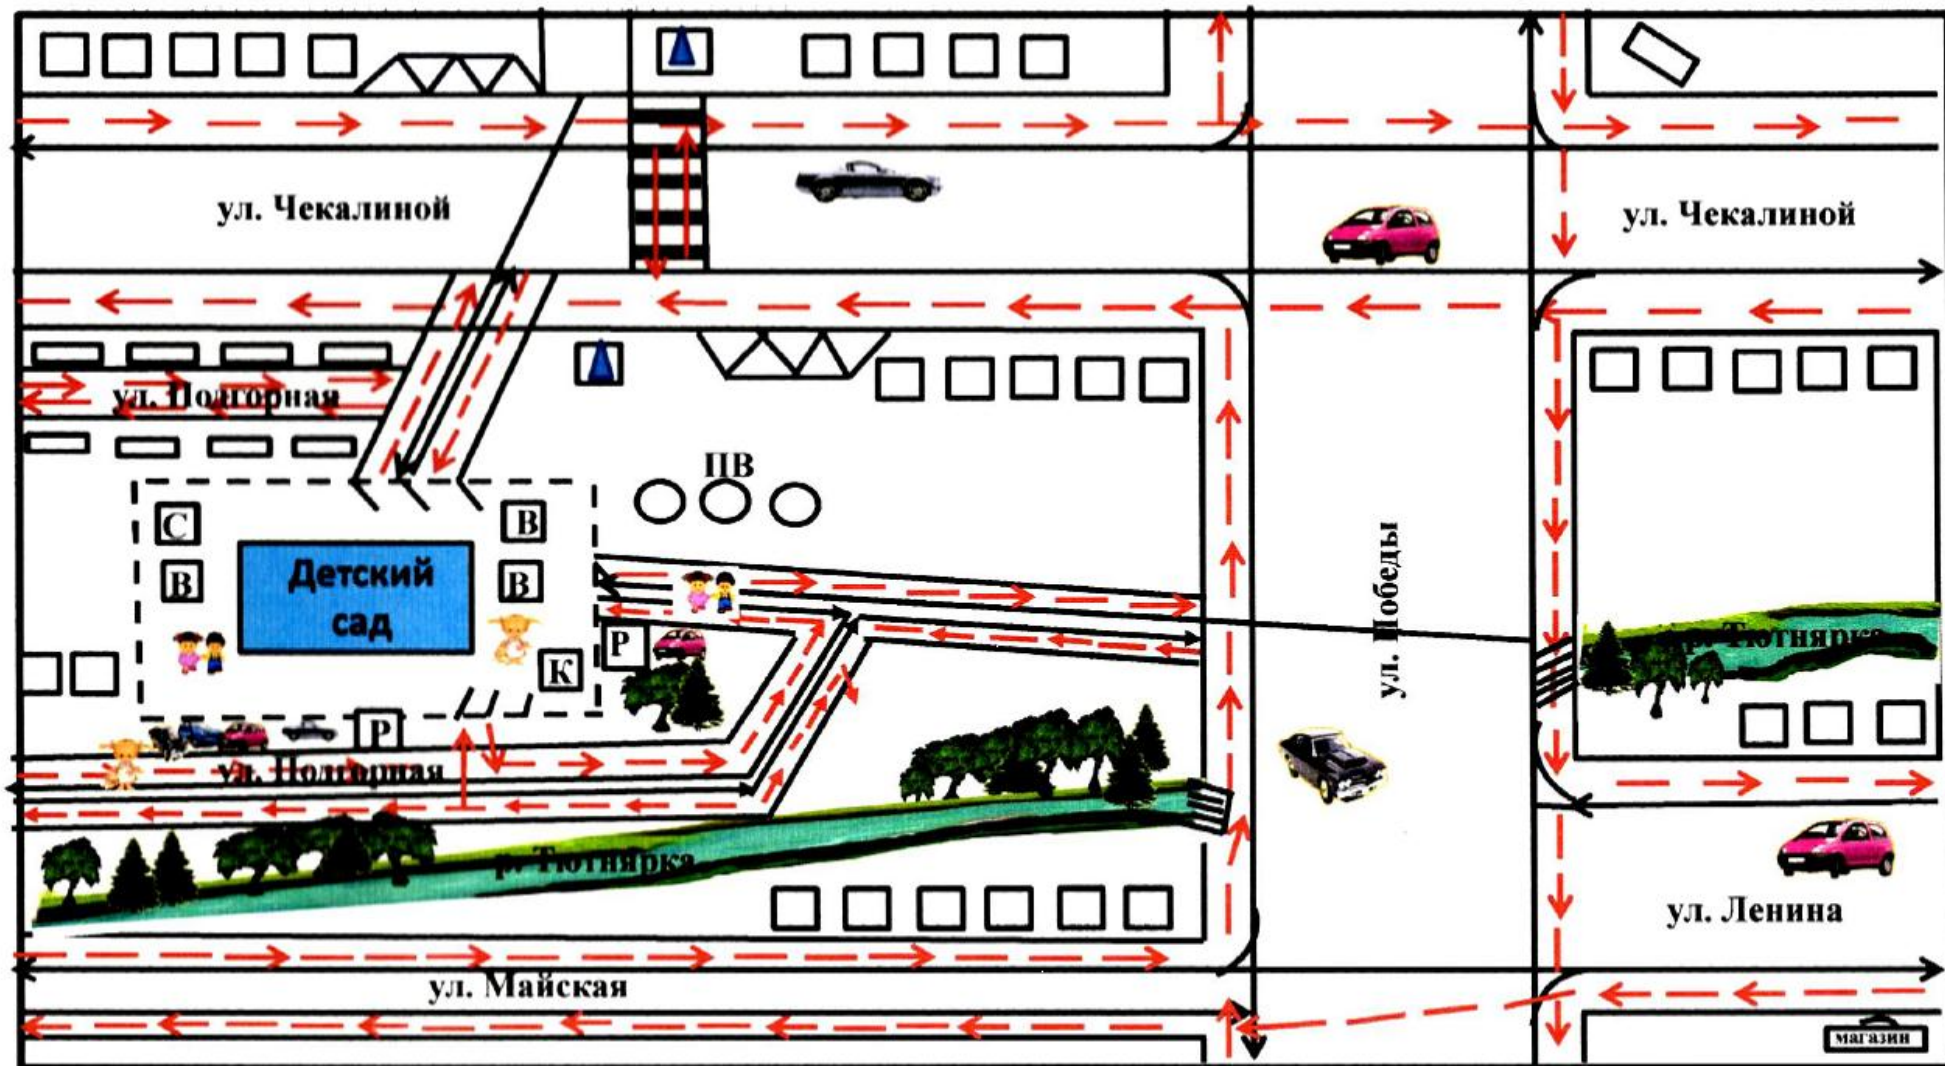 ул. Чекалиной
ул. Чекалиной
ул. Подгорная
ПВ
С
В
В
В
Детский
сад
К
Р
Р
ул. Подгорная
ул. Победы
р. Тютнярка
р. Тютнярка
ул. Ленина
ул. Майская
магазин